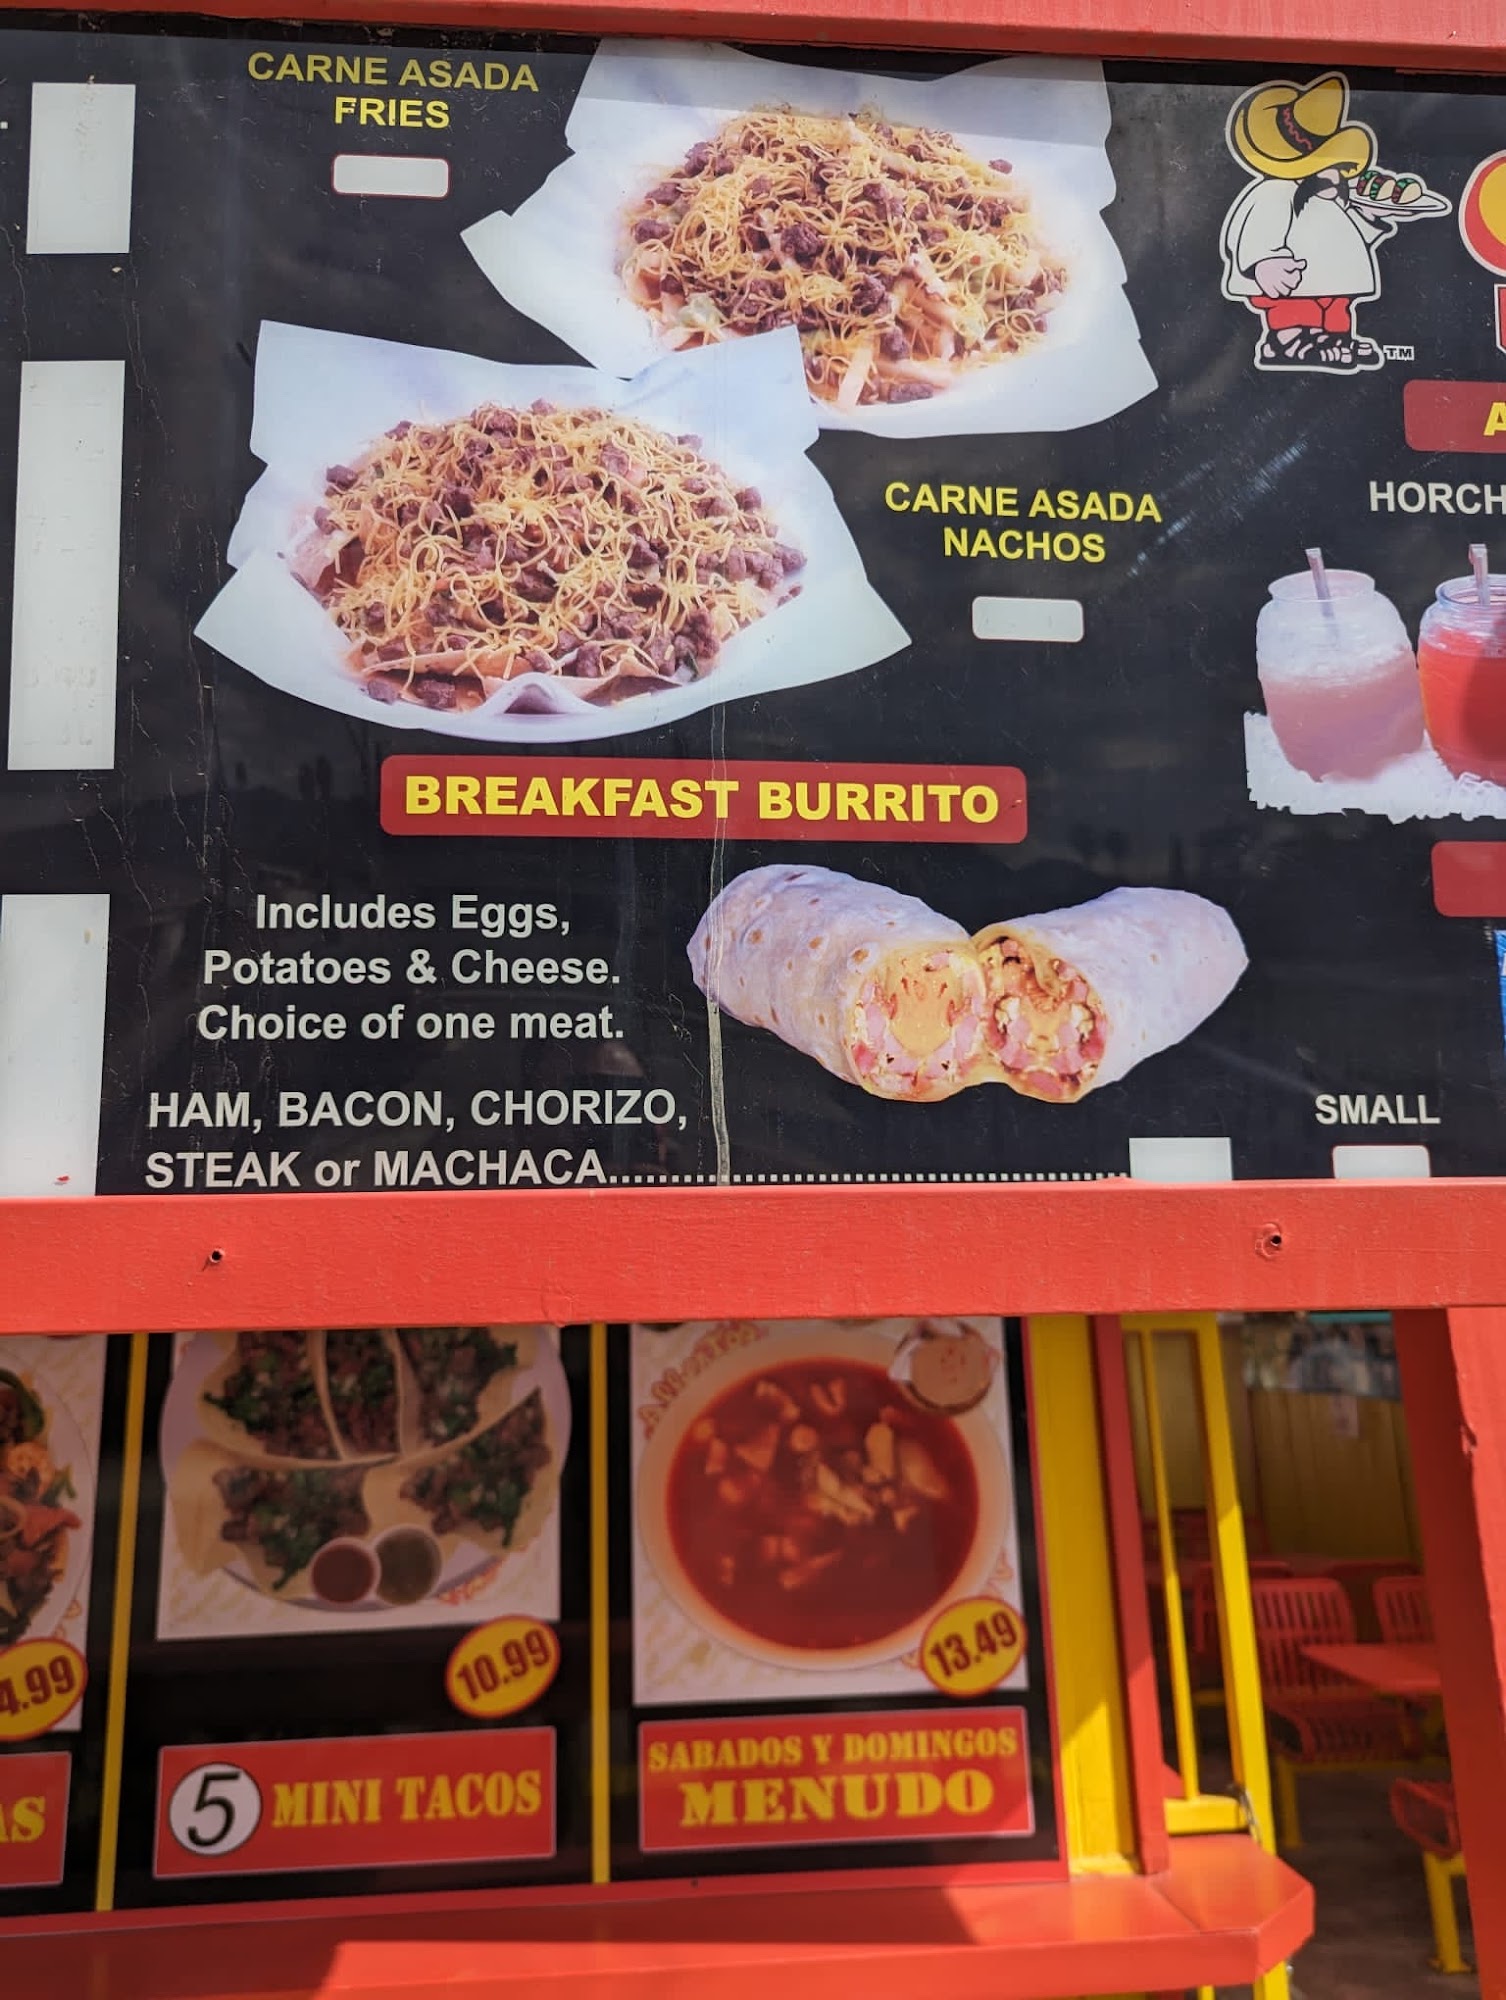 CARNE ASADA
FRIES
TM
CARNE ASADA
NACHOS
HORCH
BREAKFAST BURRITO
Includes Eggs,
Potatoes & Cheese.
Choice of one meat.
HAM, BACON, CHORIZO,
STEAK or MACHACA
SMALL
4.99
10.99
13.49
AS
5 MINI TACOS
SABADOS Y DOMINGOS
MENUDO